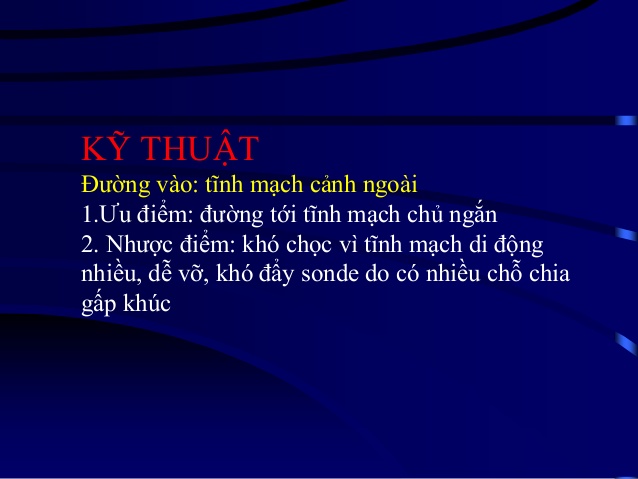 KỸ THUẬT
Đường vào: tĩnh mạch cảnh ngoài
1.Ưu điểm: đường tới tĩnh mạch chủ ngắn
2. Nhược điểm: khó chọc vì tĩnh mạch di động
nhiều, dễ vỡ, khó đẩy sonde do có nhiều chỗ chia
gấp khúc